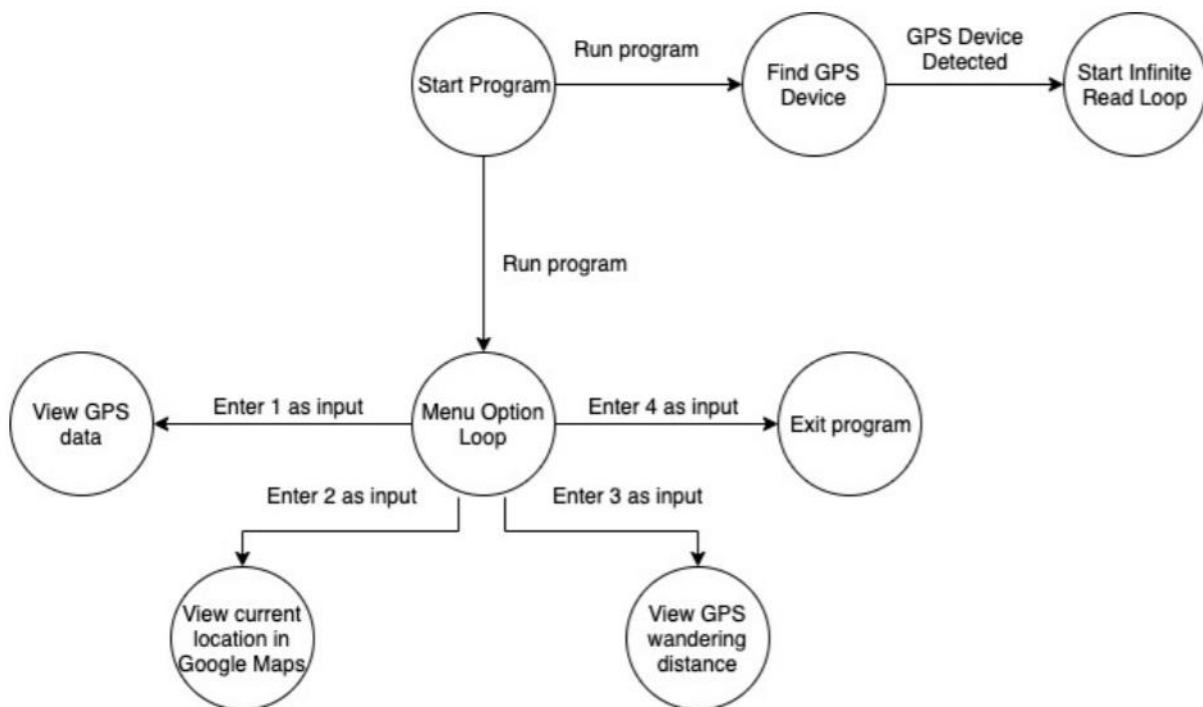 Start Program
Run program
Find GPS
Device
GPS Device
Detected
Start Infinite
Read Loop
Run program
View GPS
data
Enter 1 as input
Menu Option
Loop
Enter 4 as input
Exit program
Enter 2 as input
Enter 3 as input
View current
location in
Google Maps
View GPS
wandering
distance